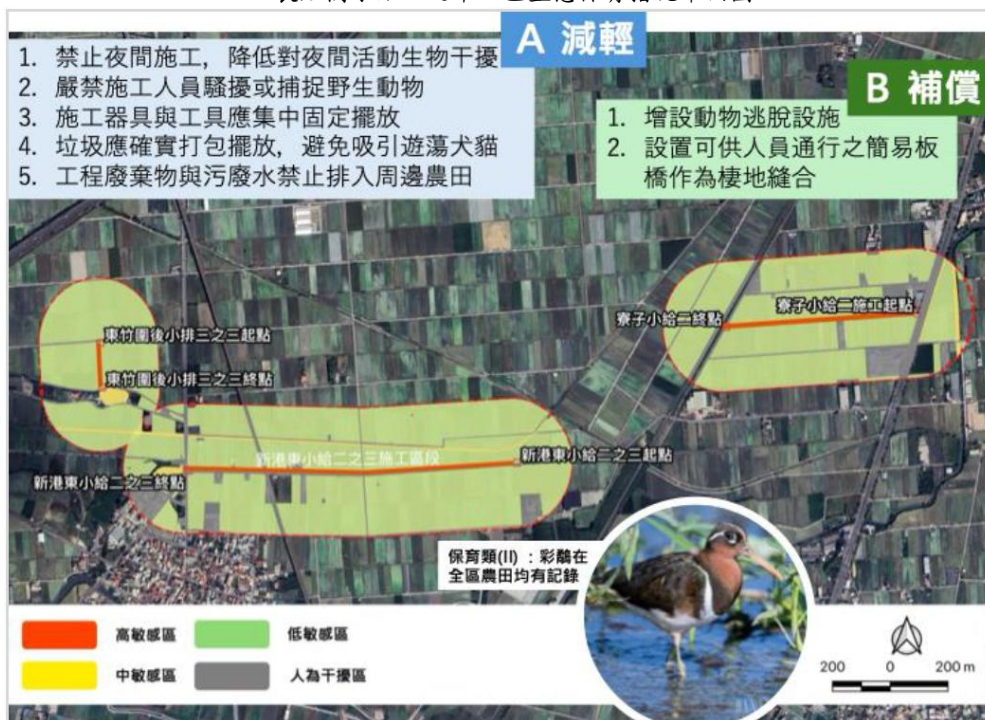 A 減輕
1. 禁止夜間施工，降低對夜間活動生物干擾
2. 嚴禁施工人員騷擾或捕捉野生動物
3. 施工器具與工具應集中固定擺放
4. 垃圾應確實打包擺放，避免吸引遊蕩犬貓
5. 工程廢棄物與污廢水禁止排入周邊農田
B 補償
1. 增設動物逃脫設施
2. 設置可供人員通行之簡易板
橋作為棲地縫合
寮子小給二終點
寮子小給二施工起點
東竹圍後小排三之三起點
東竹圍後小排三之三終點
新港東小給二之三施工區段
新港東小給二之三起點
新港東小給二之三終點
保育類(II) ：彩鷸在
全區農田均有記錄
高敏感區
低敏感區
中敏感區
人為干擾區
200 0 200 m